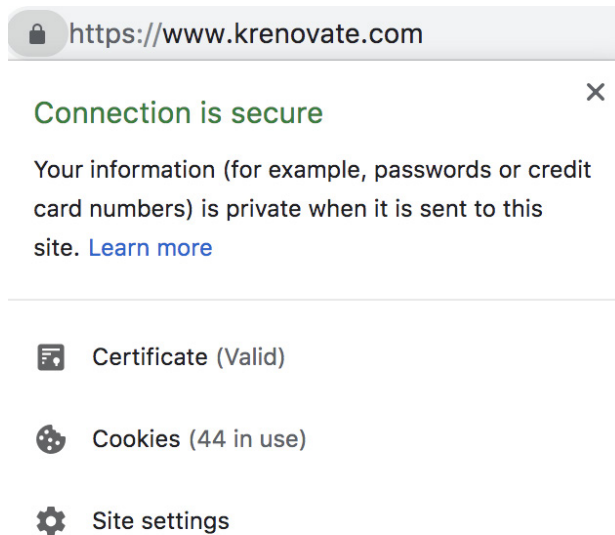 https://www.krenovate.com
Connection is secure
Your information (for example, passwords or credit
card numbers) is private when it is sent to this
site. Learn more
Certificate (Valid)
Cookies (44 in use)
Site settings